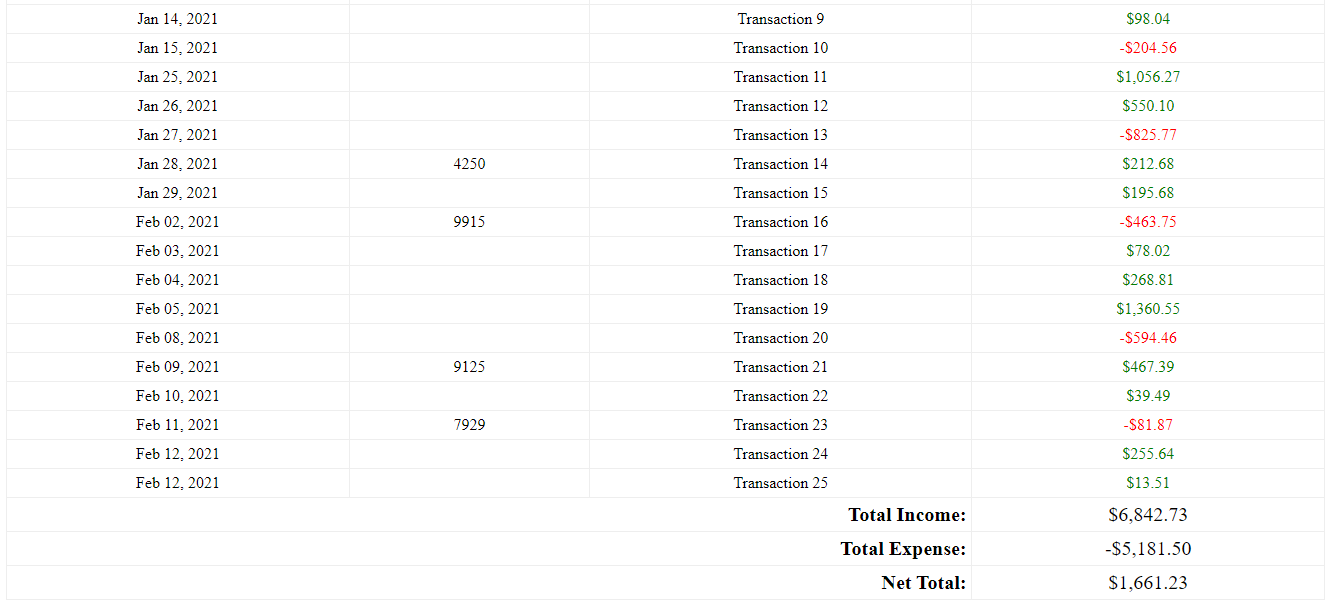 Jan 14, 2021 Transaction 9 $98.04
Jan 15, 2021 Transaction 10 -$204.56
Jan 25, 2021 Transaction 11 $1,056.27
Jan 26, 2021 Transaction 12 $550.10
Jan 27, 2021 Transaction 13 -$825.77
Jan 28, 2021 4250 Transaction 14 $212.68
Jan 29, 2021 Transaction 15 $195.68
Feb 02, 2021 9915 Transaction 16 -$463.75
Feb 03, 2021 Transaction 17 $78.02
Feb 04, 2021 Transaction 18 $268.81
Feb 05, 2021 Transaction 19 $1,360.55
Feb 08, 2021 Transaction 20 -$594.46
Feb 09, 2021 9125 Transaction 21 $467.39
Feb 10, 2021 Transaction 22 $39.49
Feb 11, 2021 7929 Transaction 23 -$81.87
Feb 12, 2021 Transaction 24 $255.64
Feb 12, 2021 Transaction 25 $13.51
Total Income: $6,842.73
Total Expense: -$5,181.50
Net Total: $1,661.23